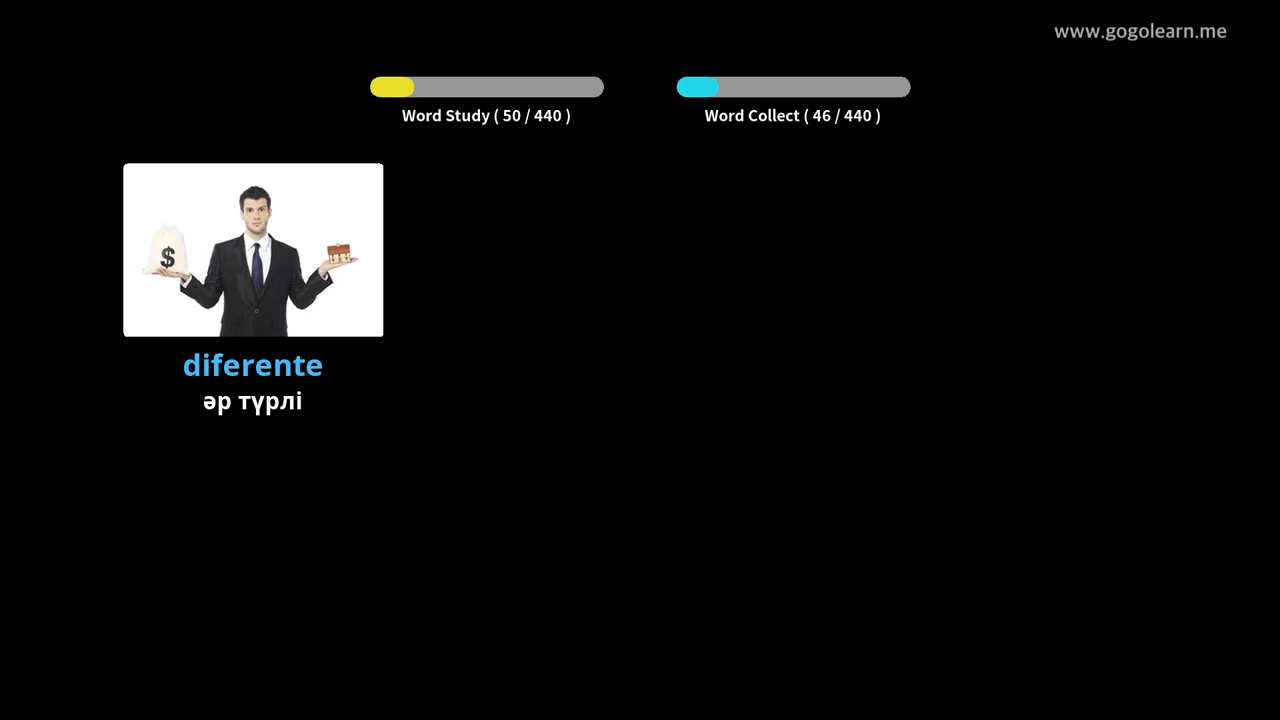 www.gogolearn.me
Word Study ( 50 / 440 )
Word Collect ( 46 / 440 )
$
diferente
әр түрлі